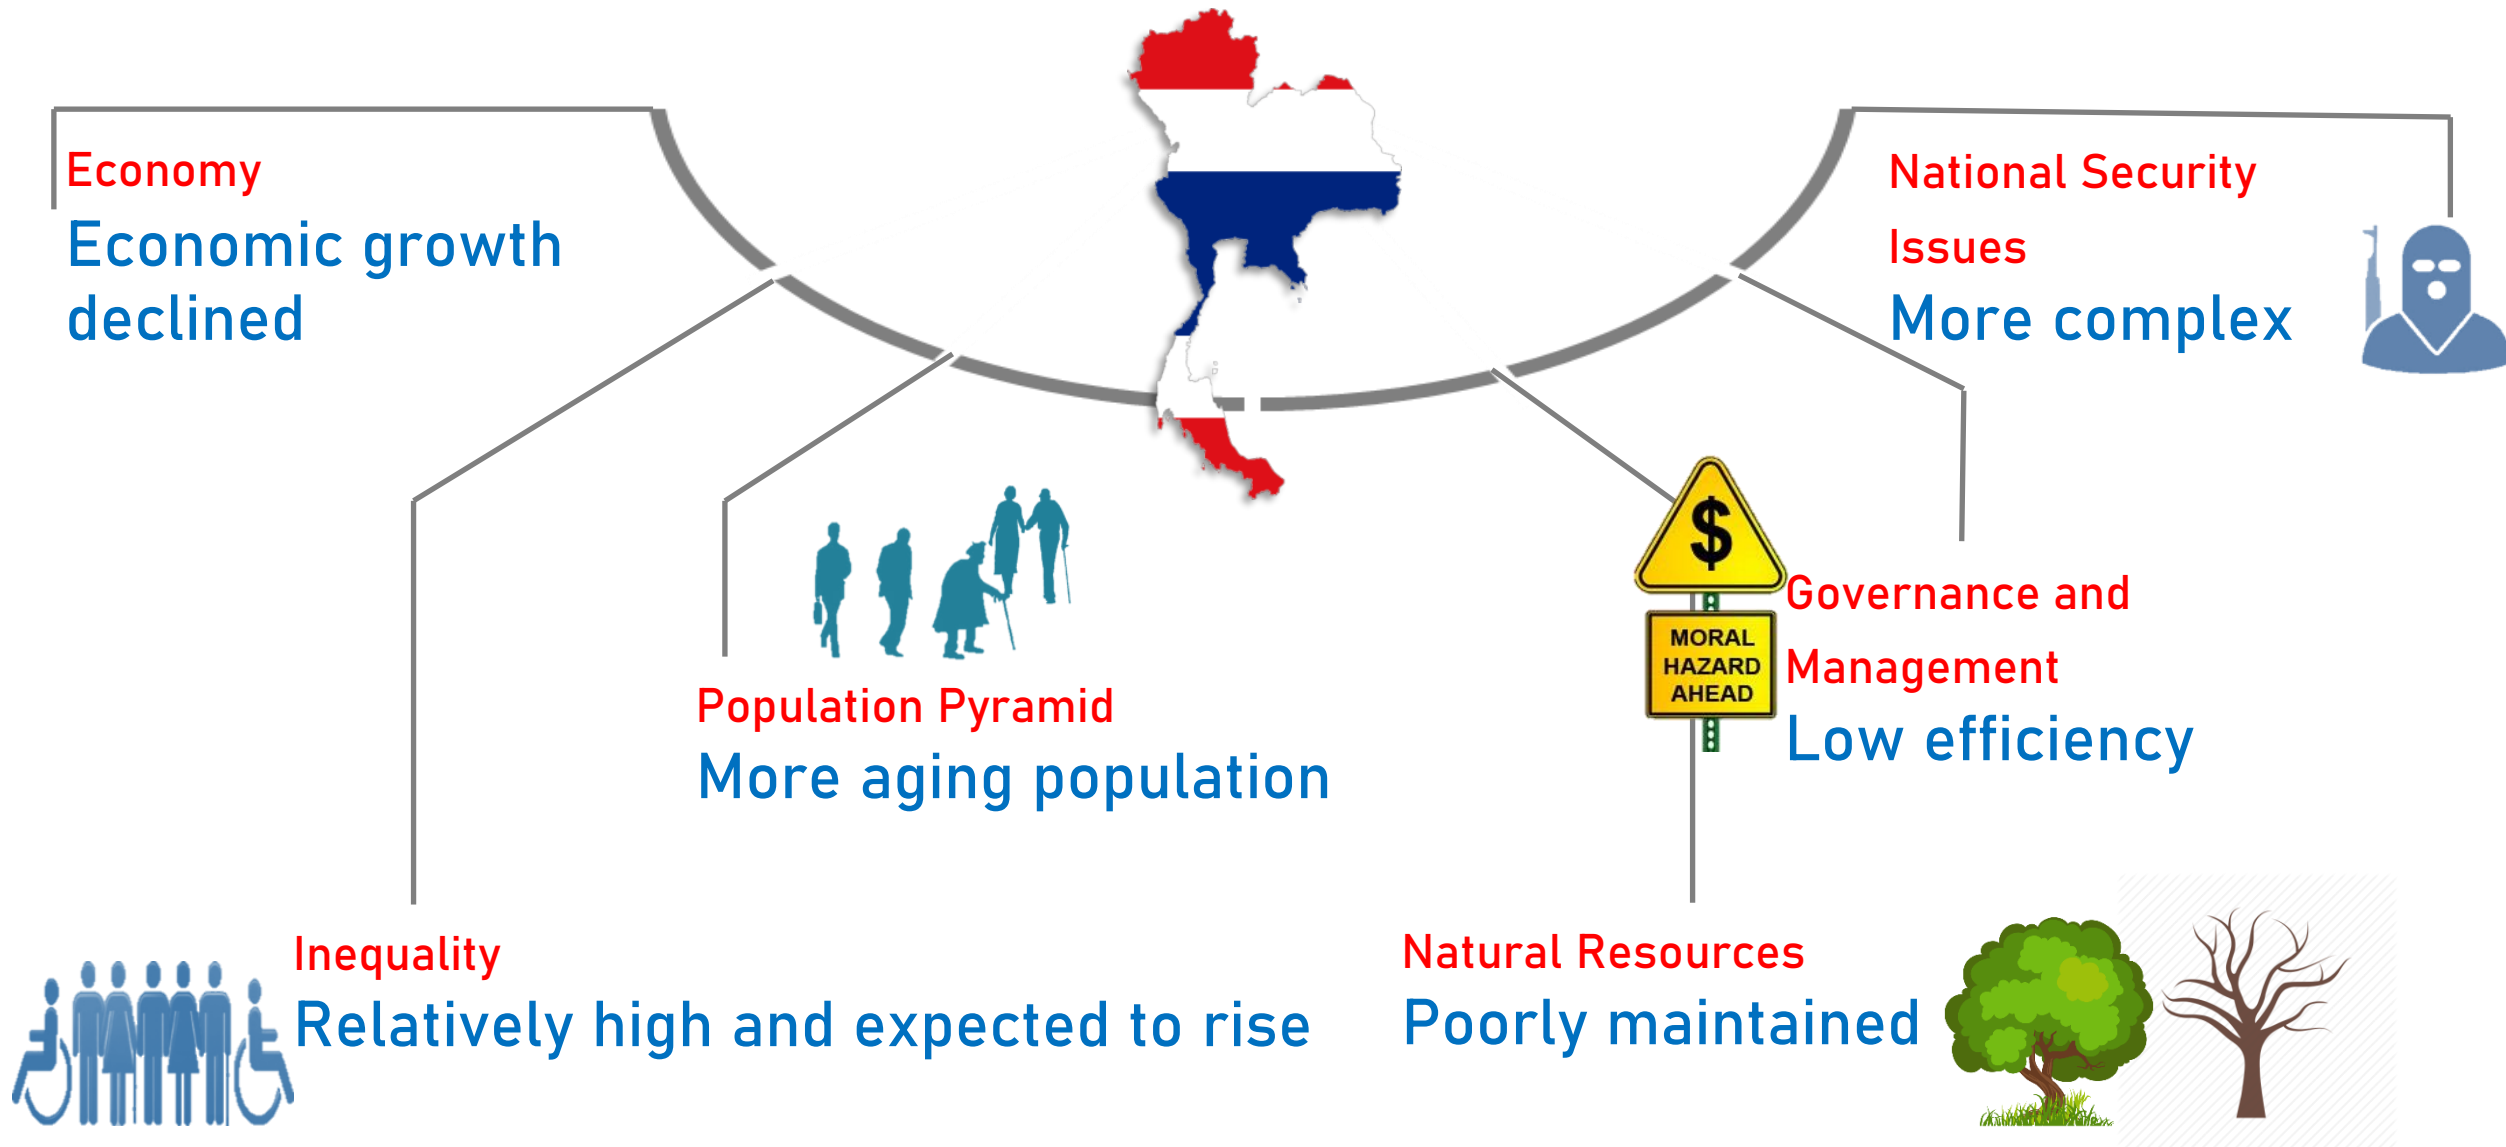 Economy
Economic growth
declined
National Security
Issues
More complex
$
MORAL
HAZARD
AHEAD
Governance and
Management
Low efficiency
Population Pyramid
More aging population
Inequality
Relatively high and expected to rise
Natural Resources
Poorly maintained